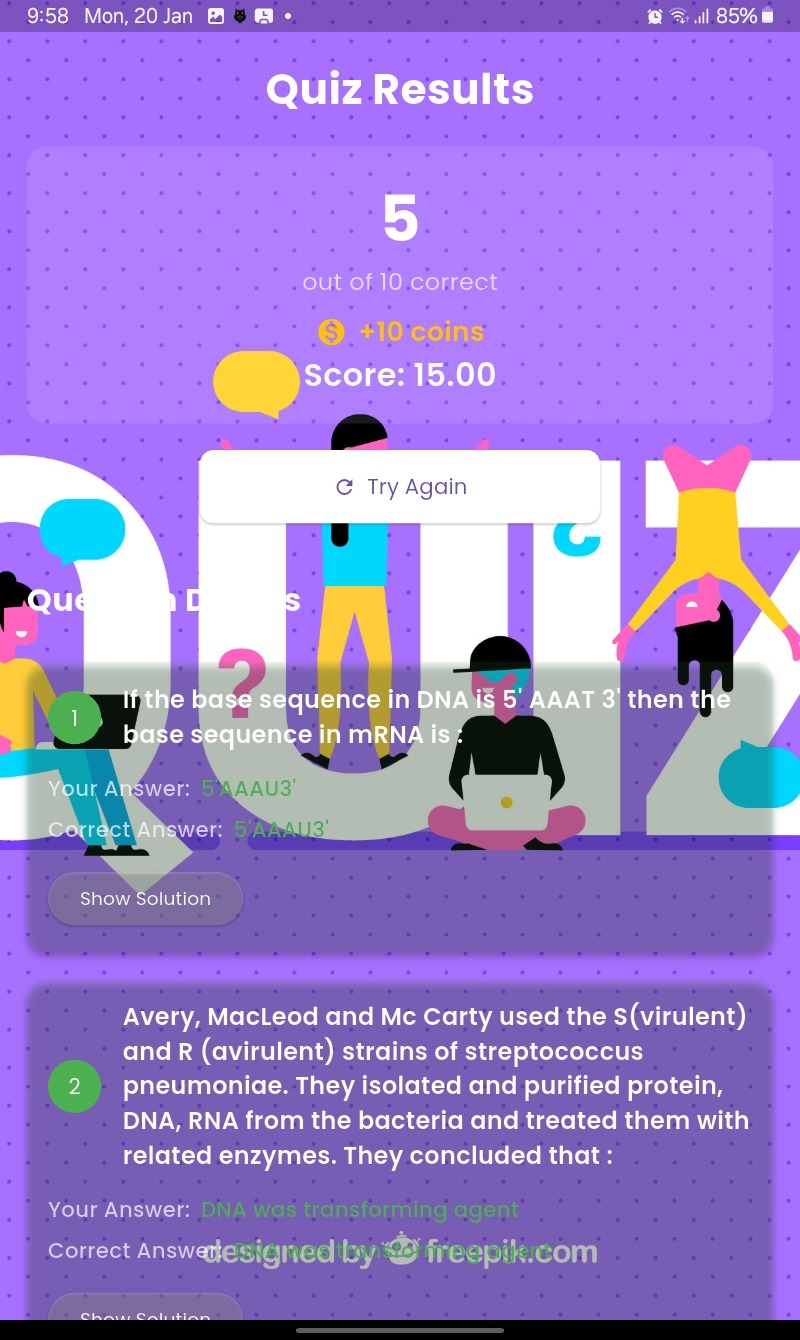 9:58 Mon, 20 Jan
85%
Quiz Results
5
out of 10 correct
+10 coins
Score: 15.00
Try Again
Question Details
1
If the base sequence in DNA is 5' AAAT 3' then the
base sequence in mRNA is :
Your Answer: 5'AAAU3'
Correct Answer: 5'AAAU3'
Show Solution
2
Avery, MacLeod and Mc Carty used the S(virulent)
and R (avirulent) strains of streptococcus
pneumoniae. They isolated and purified protein,
DNA, RNA from the bacteria and treated them with
related enzymes. They concluded that :
Your Answer: DNA was transforming agent
Correct Answer: DNA was transforming agent
designed by freepik.com
Show Solution
QUIZ